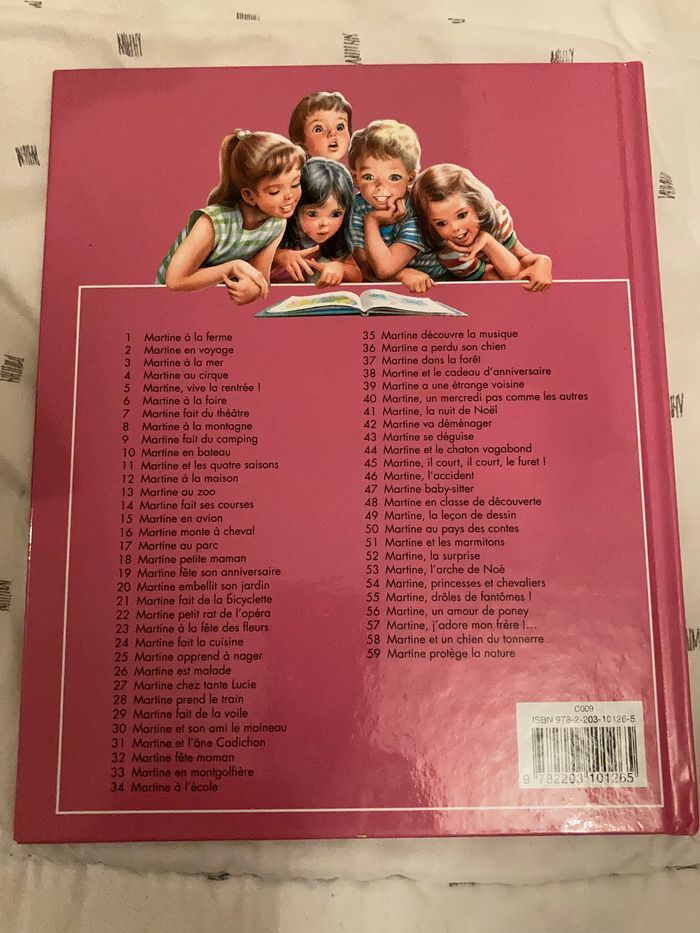 1 Martine à la ferme
2 Martine en voyage
3 Martine à la mer
4 Martine au cirque
5 Martine, vive la rentrée !
6 Martine à la foire
7 Martine fait du théâtre
8 Martine à la montagne
9 Martine fait du camping
10 Martine en bateau
11 Martine et les quatre saisons
12 Martine à la maison
13 Martine au zoo
14 Martine fait ses courses
15 Martine en avion
16 Martine monte à cheval
17 Martine au parc
18 Martine petite maman
19 Martine fête son anniversaire
20 Martine embellit son jardin
21 Martine fait de la bicyclette
22 Martine petit rat de l'opéra
23 Martine à la fête des fleurs
24 Martine fait la cuisine
25 Martine apprend à nager
26 Martine est malade
27 Martine chez tante Lucie
28 Martine prend le train
29 Martine fait de la voile
30 Martine et son ami le moineau
31 Martine et l'âne Cadichon
32 Martine fête maman
33 Martine en montgolfière
34 Martine à l'école
35 Martine découvre la musique
36 Martine a perdu son chien
37 Martine dans la forêt
38 Martine et le cadeau d'anniversaire
39 Martine a une étrange voisine
40 Martine, un mercredi pas comme les autres
41 Martine, la nuit de Noël
42 Martine va déménager
43 Martine se déguise
44 Martine et le chaton vagabond
45 Martine, il court, il court, le furet !
46 Martine, l'accident
47 Martine baby-sitter
48 Martine en classe de découverte
49 Martine, la leçon de dessin
50 Martine au pays des contes
51 Martine et les marmitons
52 Martine, la surprise
53 Martine, l'arche de Noé
54 Martine, princesses et chevaliers
55 Martine, drôles de fantômes !
56 Martine, un amour de poney
57 Martine, j'adore mon frère !...
58 Martine et un chien du tonnerre
59 Martine protège la nature
C009
ISBN 978-2-203-10126-5
9 782203 101265